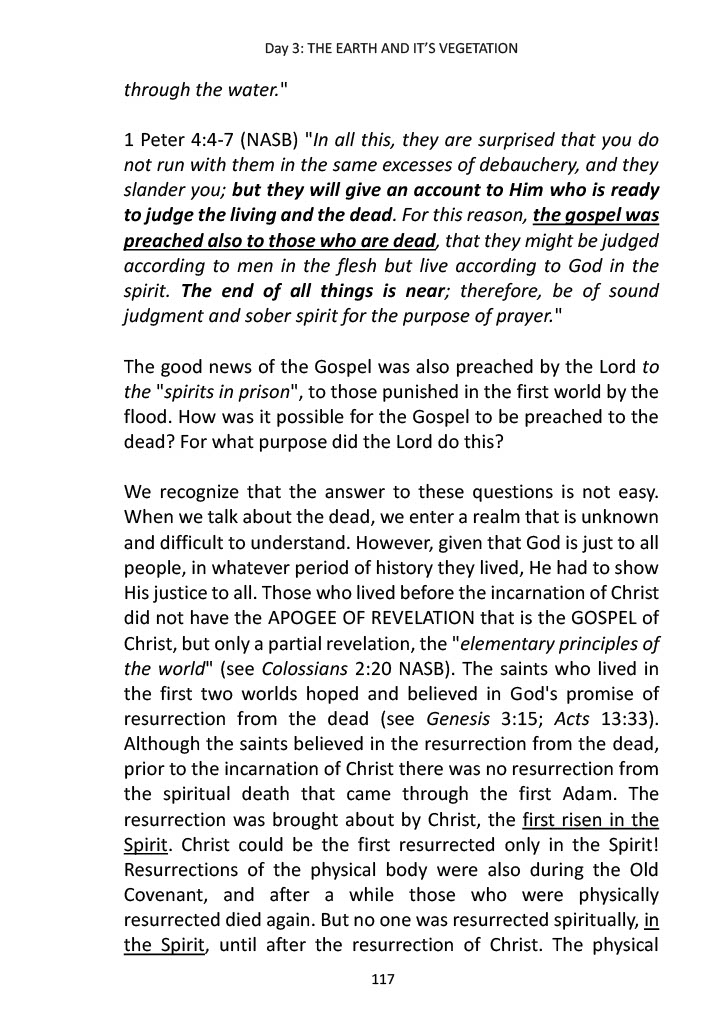 Day 3: THE EARTH AND IT’S VEGETATION
through the water."
1 Peter 4:4-7 (NASB) "In all this, they are surprised that you do
not run with them in the same excesses of debauchery, and they
slander you; but they will give an account to Him who is ready
to judge the living and the dead. For this reason, the gospel was
preached also to those who are dead, that they might be judged
according to men in the flesh but live according to God in the
spirit. The end of all things is near; therefore, be of sound
judgment and sober spirit for the purpose of prayer."
The good news of the Gospel was also preached by the Lord to
the "spirits in prison", to those punished in the first world by the
flood. How was it possible for the Gospel to be preached to the
dead? For what purpose did the Lord do this?
We recognize that the answer to these questions is not easy.
When we talk about the dead, we enter a realm that is unknown
and difficult to understand. However, given that God is just to all
people, in whatever period of history they lived, He had to show
His justice to all. Those who lived before the incarnation of Christ
did not have the APOGEE OF REVELATION that is the GOSPEL of
Christ, but only a partial revelation, the "elementary principles of
the world" (see Colossians 2:20 NASB). The saints who lived in
the first two worlds hoped and believed in God's promise of
resurrection from the dead (see Genesis 3:15; Acts 13:33).
Although the saints believed in the resurrection from the dead,
prior to the incarnation of Christ there was no resurrection from
the spiritual death that came through the first Adam. The
resurrection was brought about by Christ, the first risen in the
Spirit. Christ could be the first resurrected only in the Spirit!
Resurrections of the physical body were also during the Old
Covenant, and after a while those who were physically
resurrected died again. But no one was resurrected spiritually, in
the Spirit, until after the resurrection of Christ. The physical
117